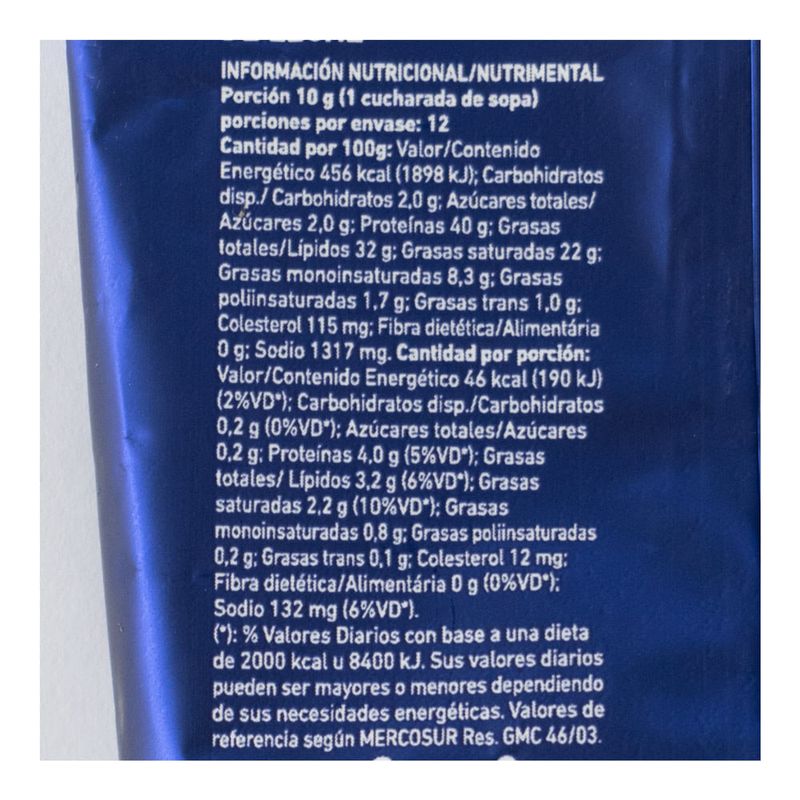 INFORMACIÓN NUTRICIONAL/NUTRIMENTAL
Porción 10 g (1 cucharada de sopa)
porciones por envase: 12
Cantidad por 100g: Valor/Contenido
Energético 456 kcal (1898 kJ); Carbohidratos
disp./ Carbohidratos 2,0 g; Azúcares totales/
Azúcares 2,0 g; Proteínas 40 g; Grasas
totales/Lípidos 32 g; Grasas saturadas 22 g;
Grasas monoinsaturadas 8,3 g; Grasas
poliinsaturadas 1,7 g; Grasas trans 1,0 g;
Colesterol 115 mg; Fibra dietética/Alimentária
0 g; Sodio 1317 mg. Cantidad por porción:
Valor/Contenido Energético 46 kcal (190 kJ)
(2%VD*); Carbohidratos disp./Carbohidratos
0,2 g (0%VD*); Azúcares totales/Azúcares
0,2 g; Proteínas 4,0 g (5%VD*); Grasas
totales/ Lípidos 3,2 g (6%VD*); Grasas
saturadas 2,2 g (10%VD*); Grasas
monoinsaturadas 0,8 g; Grasas poliinsaturadas
0,2 g; Grasas trans 0,1 g; Colesterol 12 mg;
Fibra dietética/Alimentária 0 g (0%VD*);
Sodio 132 mg (6%VD*).
(*): % Valores Diarios con base a una dieta
de 2000 kcal u 8400 kJ. Sus valores diarios
pueden ser mayores o menores dependiendo
de sus necesidades energéticas. Valores de
referencia según MERCOSUR Res. GMC 46/03.